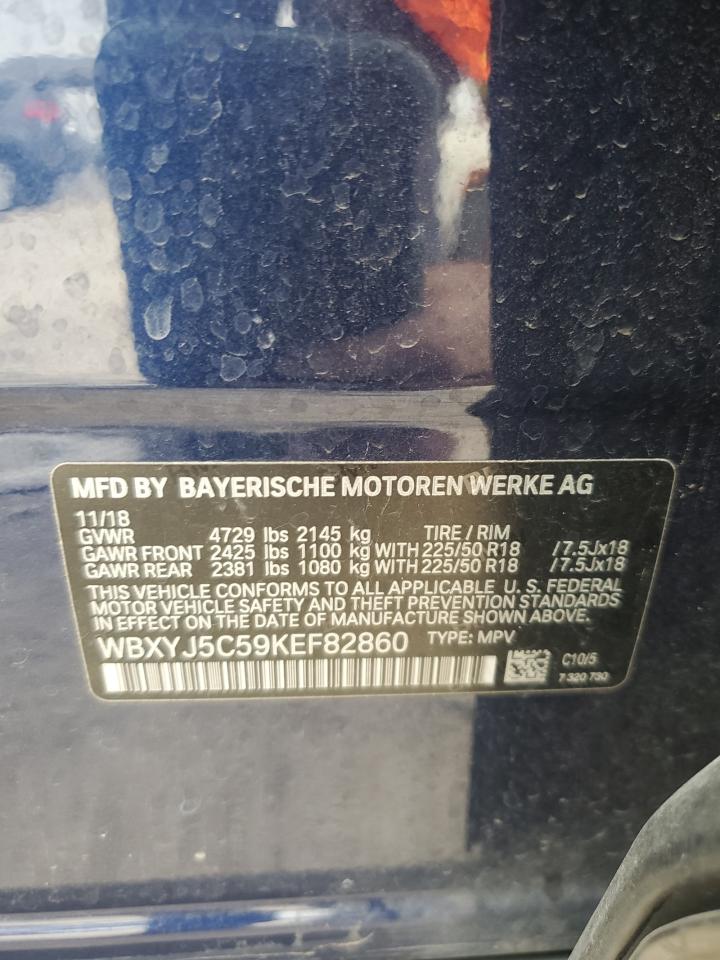 MFD BY BAYERISCHE MOTOREN WERKE AG
11/18
GVWR 4729 lbs 2145 kg TIRE / RIM
GAWR FRONT 2425 lbs 1100 kg WITH 225/50 R18 /7.5Jx18
GAWR REAR 2381 lbs 1080 kg WITH 225/50 R18 /7.5Jx18
THIS VEHICLE CONFORMS TO ALL APPLICABLE U. S. FEDERAL
MOTOR VEHICLE SAFETY AND THEFT PREVENTION STANDARDS
IN EFFECT ON THE DATE OF MANUFACTURE SHOWN ABOVE.
WBXYJ5C59KEF82860 TYPE: MPV
C10/5
7 320 730